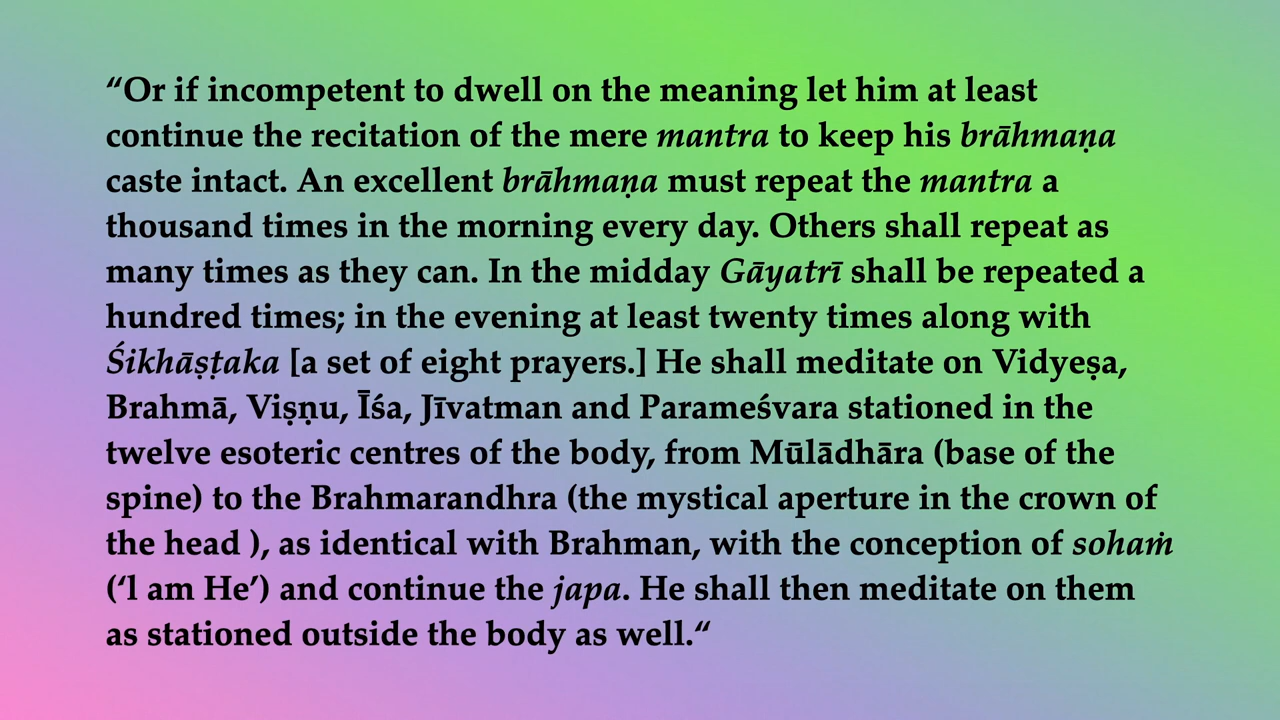 “Or if incompetent to dwell on the meaning let him at least
continue the recitation of the mere mantra to keep his brāhmaṇa
caste intact. An excellent brāhmaṇa must repeat the mantra a
thousand times in the morning every day. Others shall repeat as
many times as they can. In the midday Gāyatrī shall be repeated a
hundred times; in the evening at least twenty times along with
Śikhāṣṭaka [a set of eight prayers.] He shall meditate on Vidyeṣa,
Brahmā, Viṣṇu, Īśa, Jīvatman and Parameśvara stationed in the
twelve esoteric centres of the body, from Mūlādhāra (base of the
spine) to the Brahmarandhra (the mystical aperture in the crown of
the head ), as identical with Brahman, with the conception of sohaṁ
(‘l am He’) and continue the japa. He shall then meditate on them
as stationed outside the body as well.“